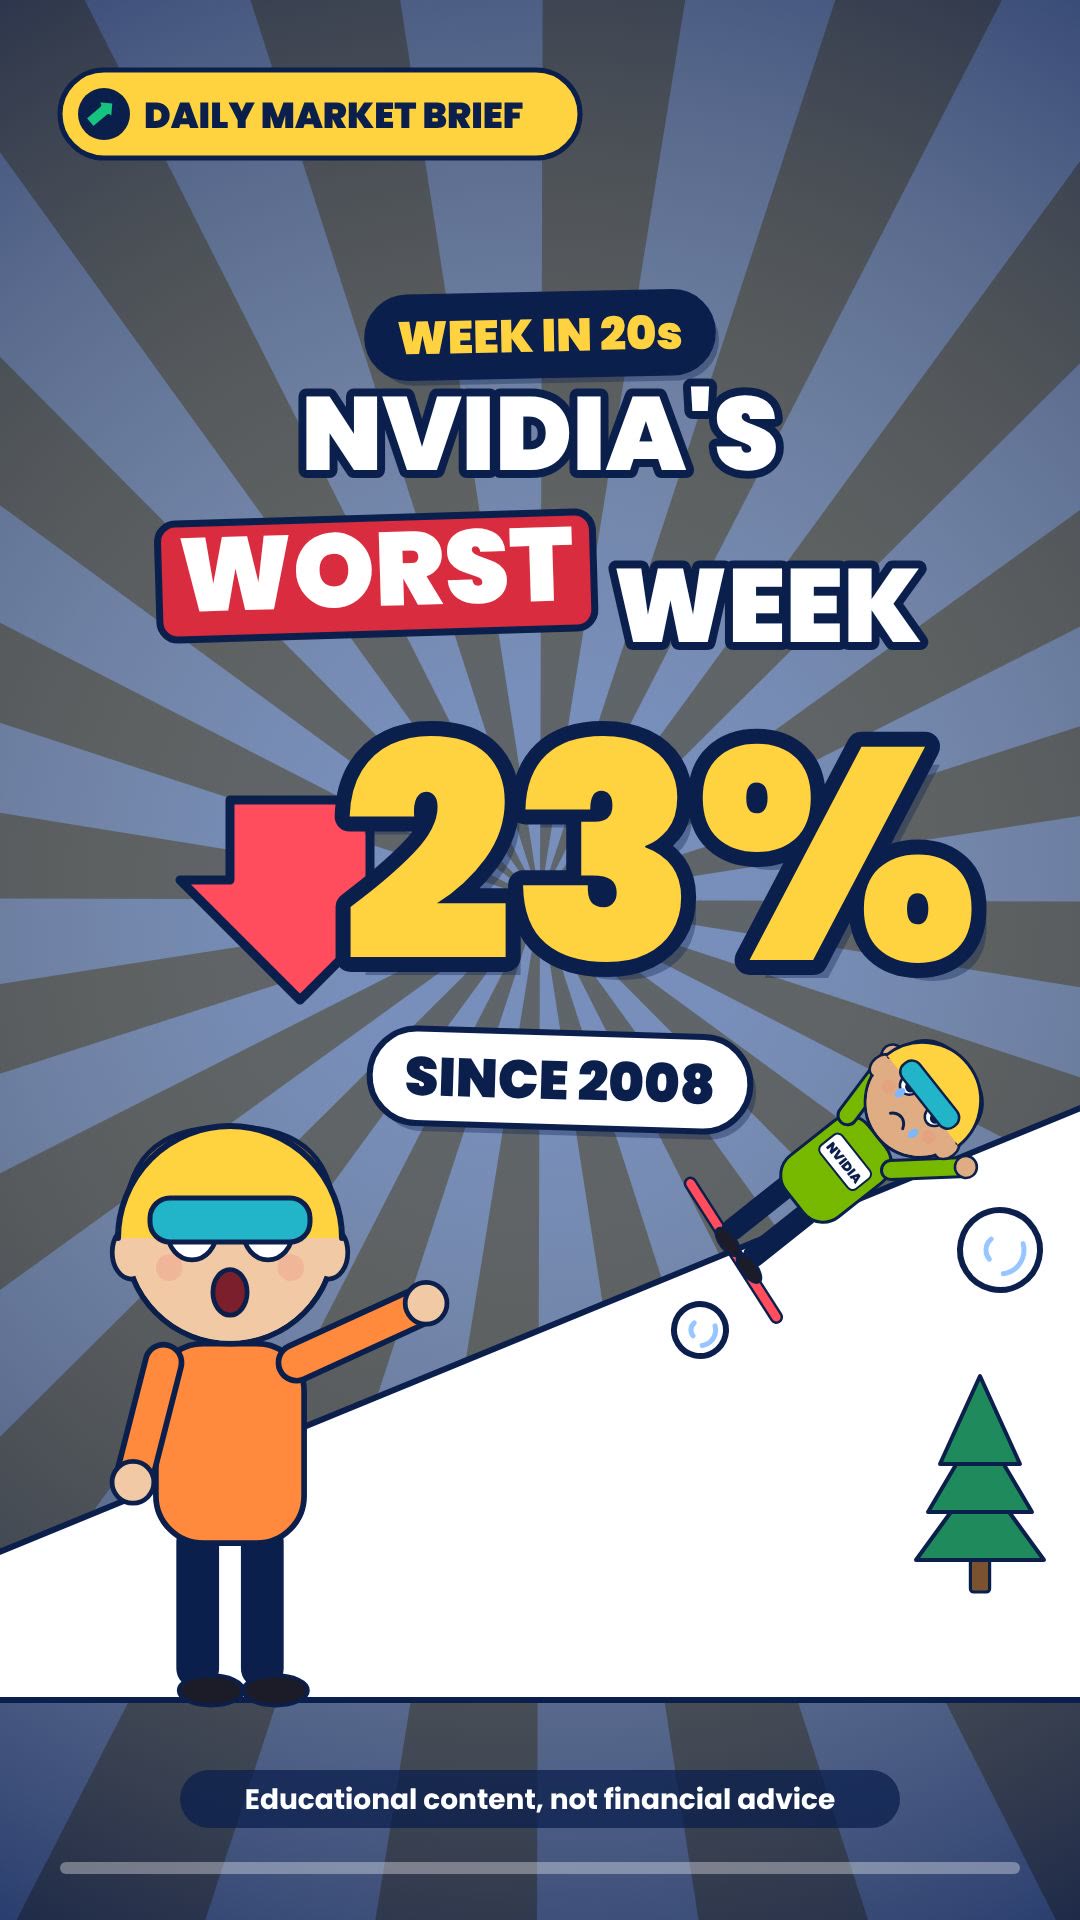 DAILY MARKET BRIEF
WEEK IN 20s
NVIDIA'S
WORST WEEK
23%
SINCE 2008
NVIDIA
Educational content, not financial advice